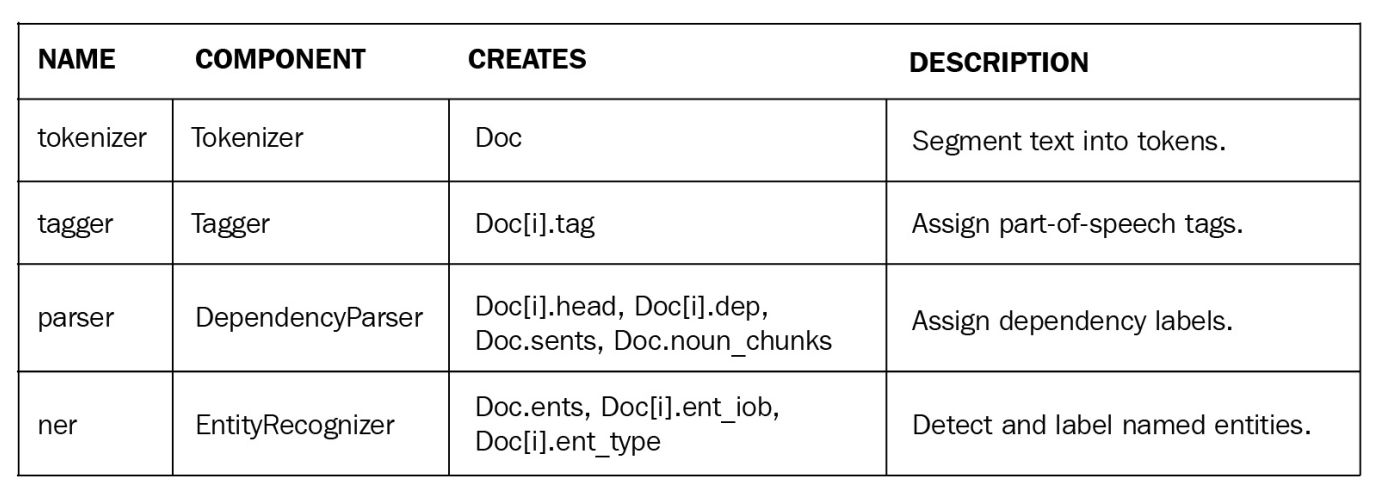 NAME COMPONENT CREATES DESCRIPTION
tokenizer Tokenizer Doc Segment text into tokens.
tagger Tagger Doc[i].tag Assign part-of-speech tags.
parser DependencyParser Doc[i].head, Doc[i].dep,
Doc.sents, Doc.noun_chunks Assign dependency labels.
ner EntityRecognizer Doc.ents, Doc[i].ent_iob,
Doc[i].ent_type Detect and label named entities.